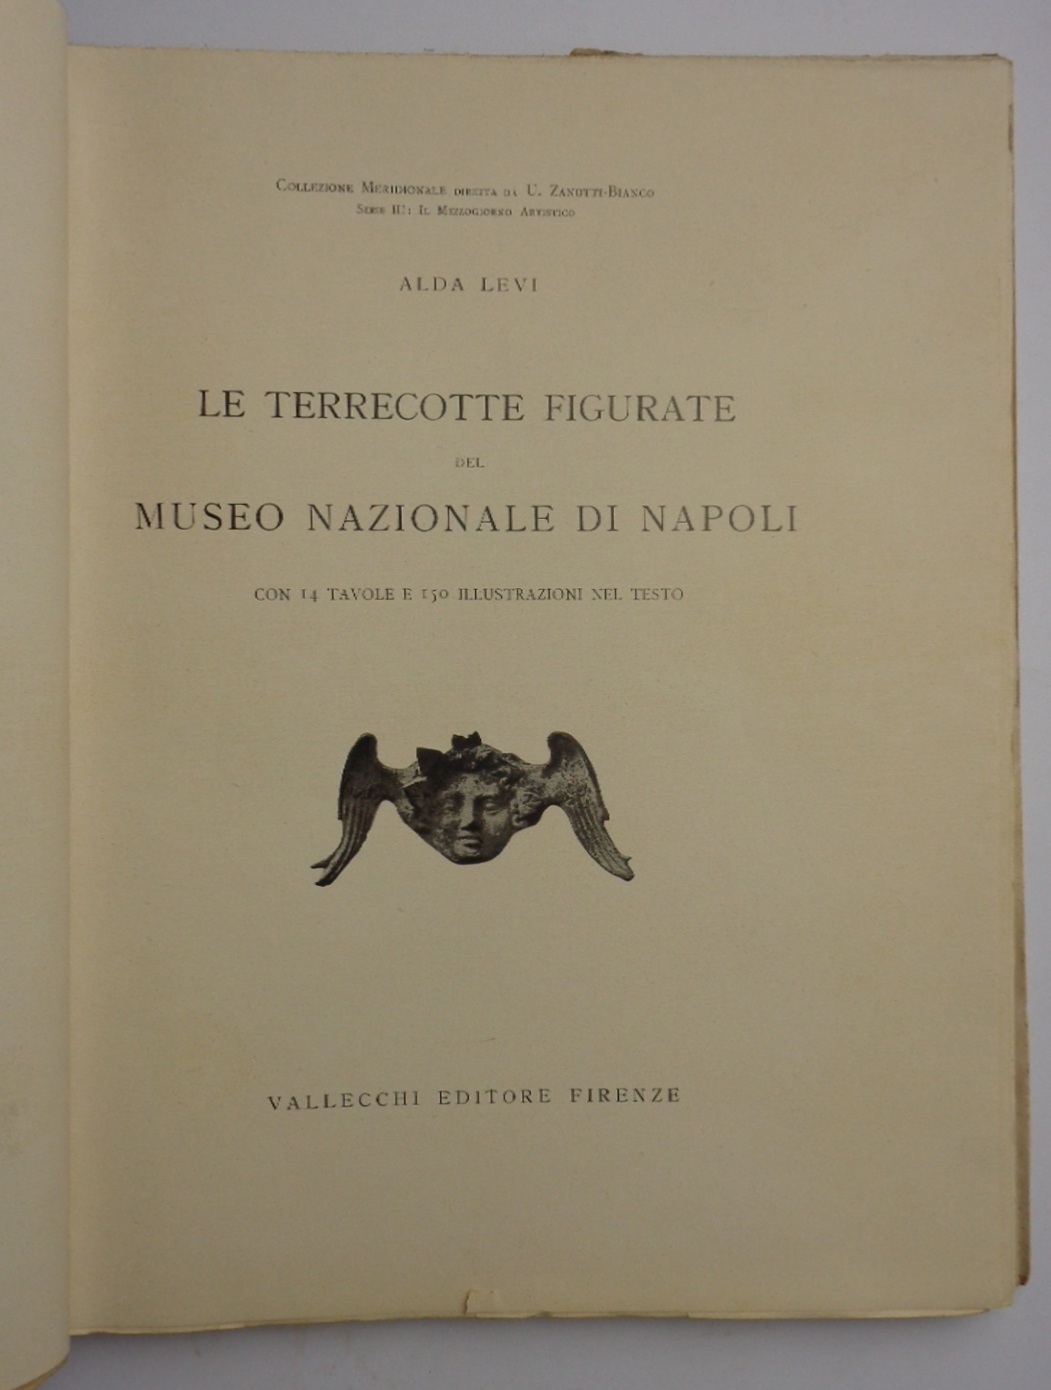 Collezione Meridionale diretta da U. Zanotti-Bianco
Serie III: Il Mezzogiorno Artistico
ALDA LEVI
LE TERRECOTTE FIGURATE
DEL
MUSEO NAZIONALE DI NAPOLI
CON 14 TAVOLE E 150 ILLUSTRAZIONI NEL TESTO
VALLECCHI EDITORE FIRENZE